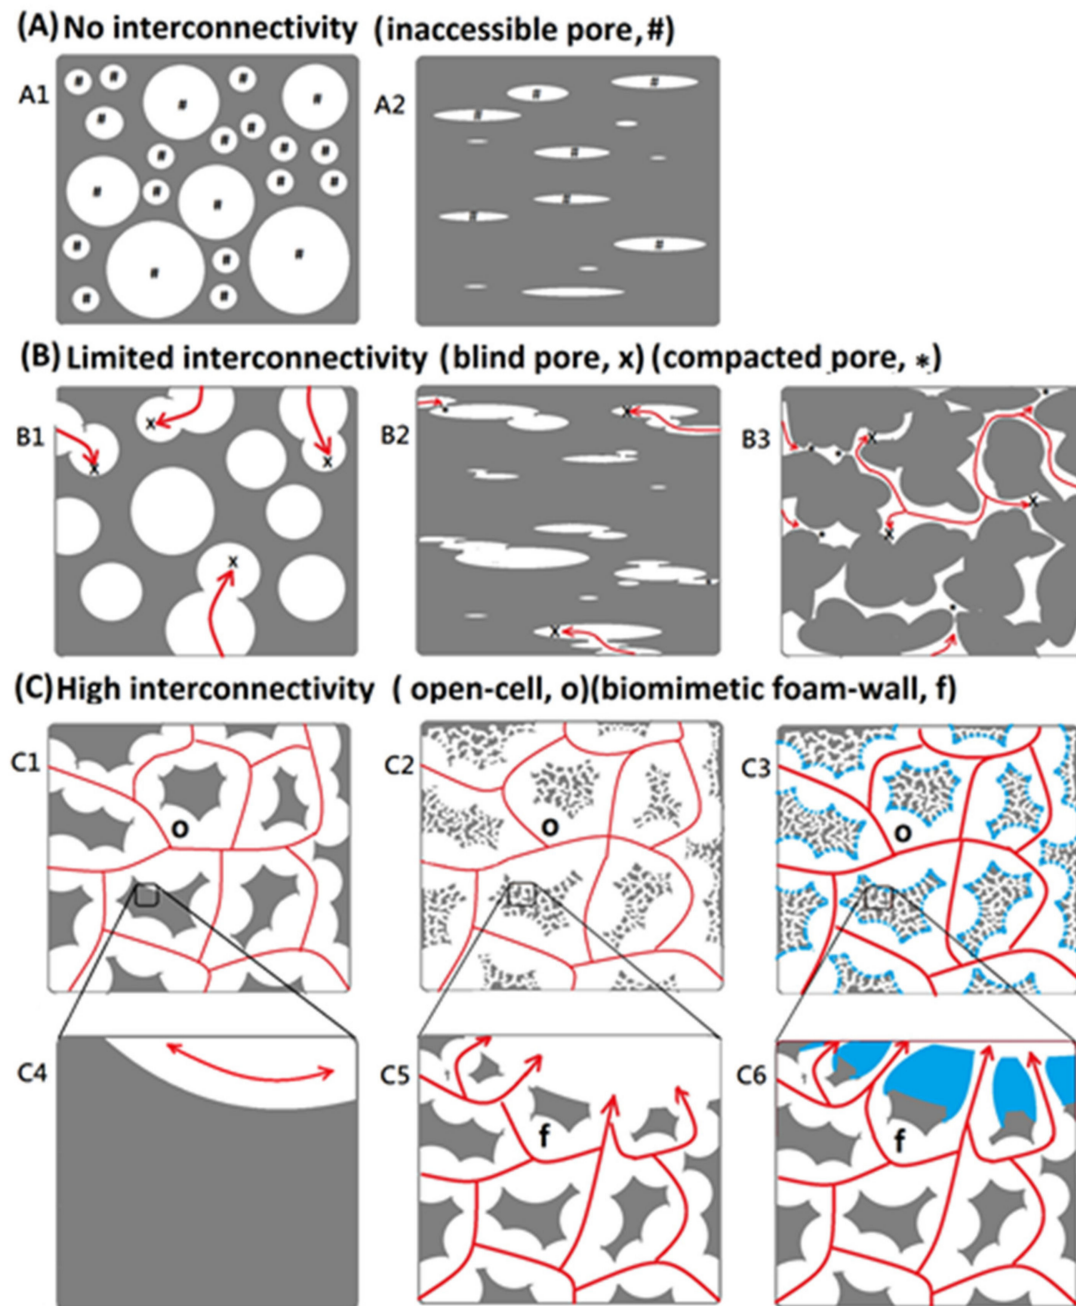 (A) No interconnectivity (inaccessible pore, #)
A1
# # # # #
# # # # #
# # #
# # # # #
# # # #
# # #
A2
# # # # # # # #
(B) Limited interconnectivity (blind pore, x) (compacted pore, *)
B1
x x x x
B2
x x
B3
x x x
(C) High interconnectivity ( open-cell, o)(biomimetic foam-wall, f)
C1
o
C2
o
C3
o
C4
C5
f
C6
f